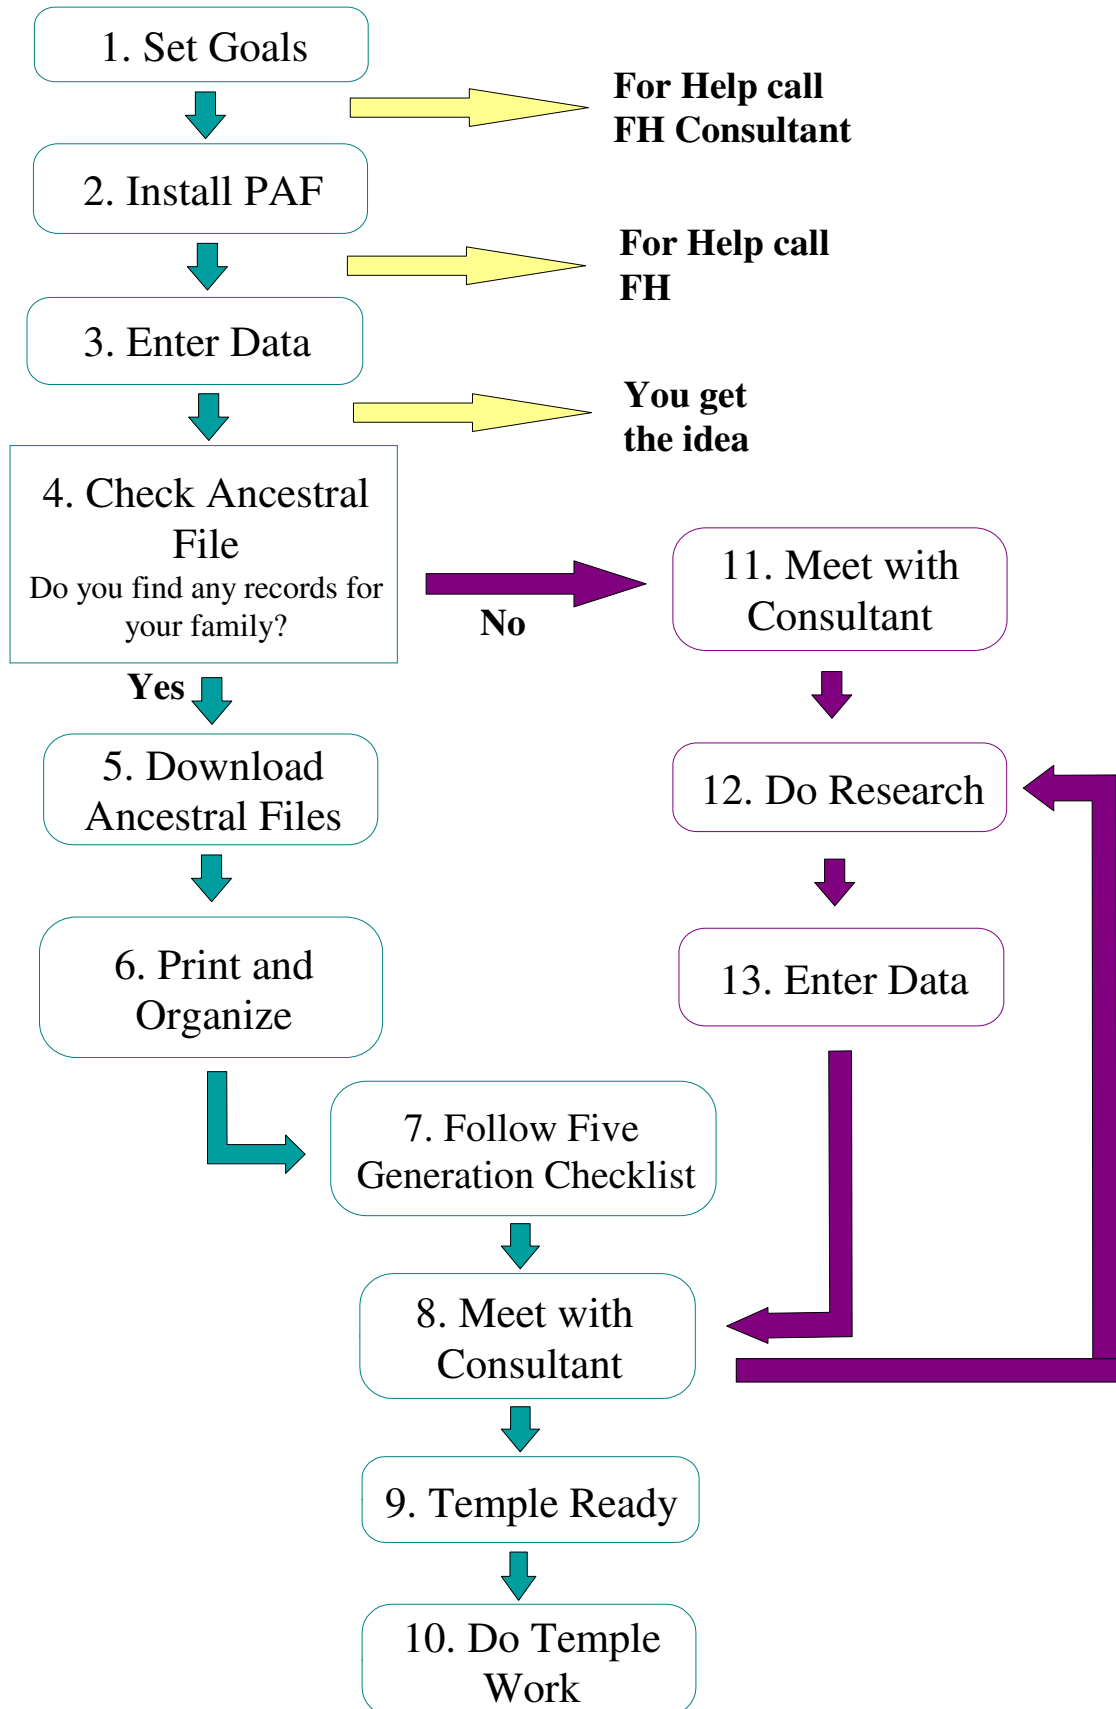 1. Set Goals
For Help call
FH Consultant
2. Install PAF
For Help call
FH
3. Enter Data
You get
the idea
4. Check Ancestral
File
Do you find any records for
your family?
No
11. Meet with
Consultant
Yes
5. Download
Ancestral Files
12. Do Research
6. Print and
Organize
13. Enter Data
7. Follow Five
Generation Checklist
8. Meet with
Consultant
9. Temple Ready
10. Do Temple
Work